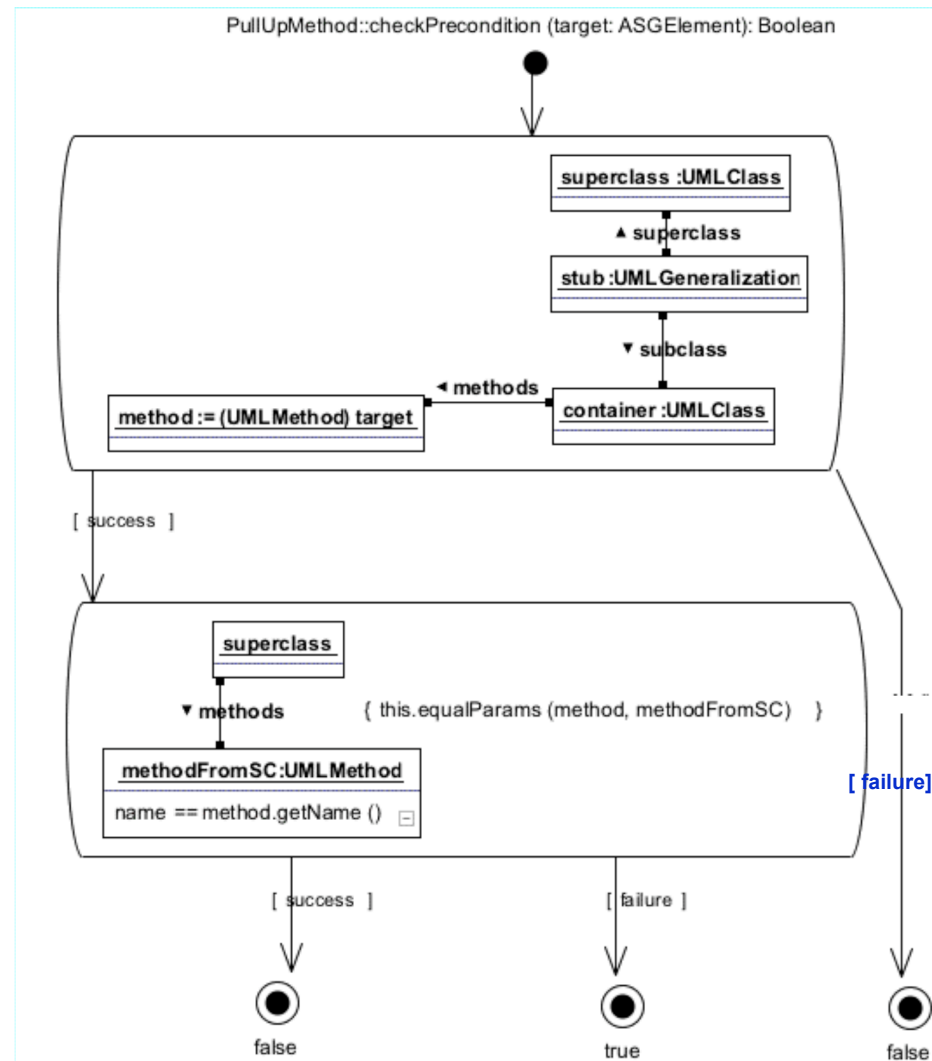 PullUpMethod::checkPrecondition (target: ASGElement): Boolean
superclass :UMLClass
▲ superclass
stub :UMLGeneralization
▼ subclass
◄ methods
container :UMLClass
method := (UMLMethod) target
[ success ]
superclass
▼ methods
{ this.equalParams (method, methodFromSC) }
methodFromSC:UMLMethod
name == method.getName ()
[ failure]
[ success ]
[ failure ]
false
true
false